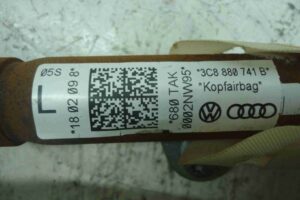 05S
L
*18 02 09 8*
*680 TAK
0002NW95*
*3C8 880 741 B*
"Kopfairbag"